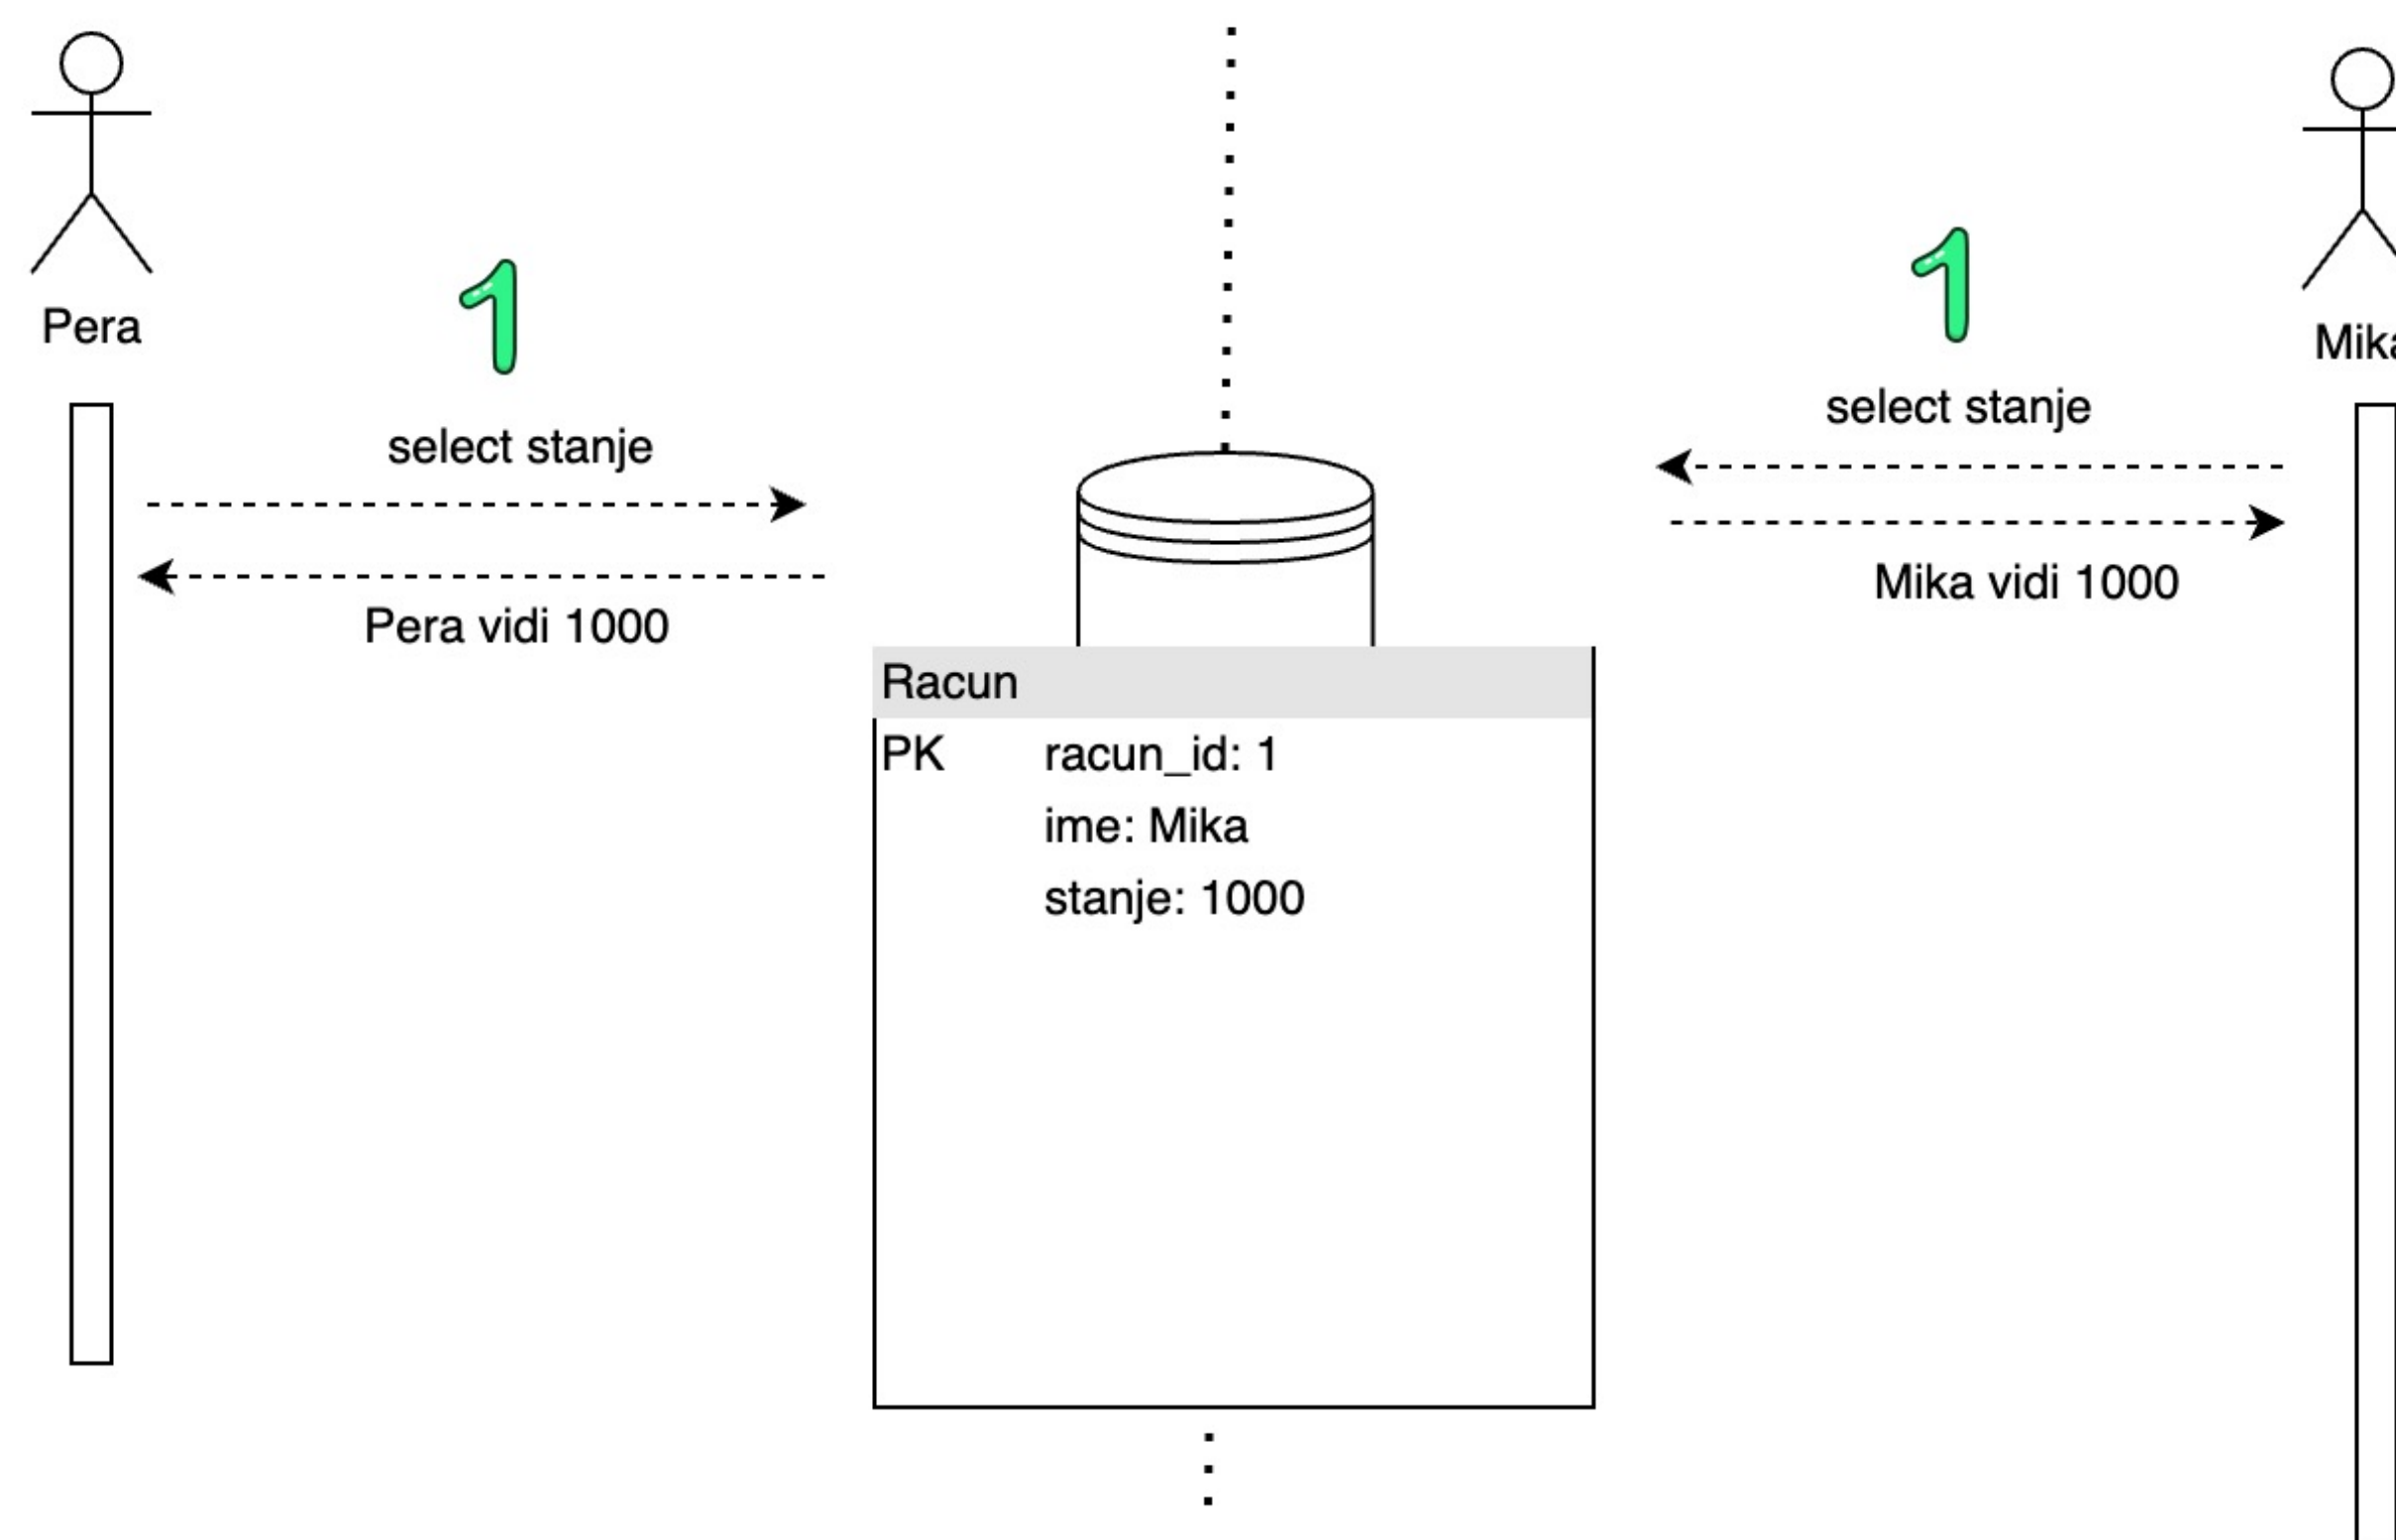 Pera
1
select stanje
Pera vidi 1000
Racun
PK racun_id: 1
ime: Mika
stanje: 1000
1
select stanje
Mika vidi 1000
Mika